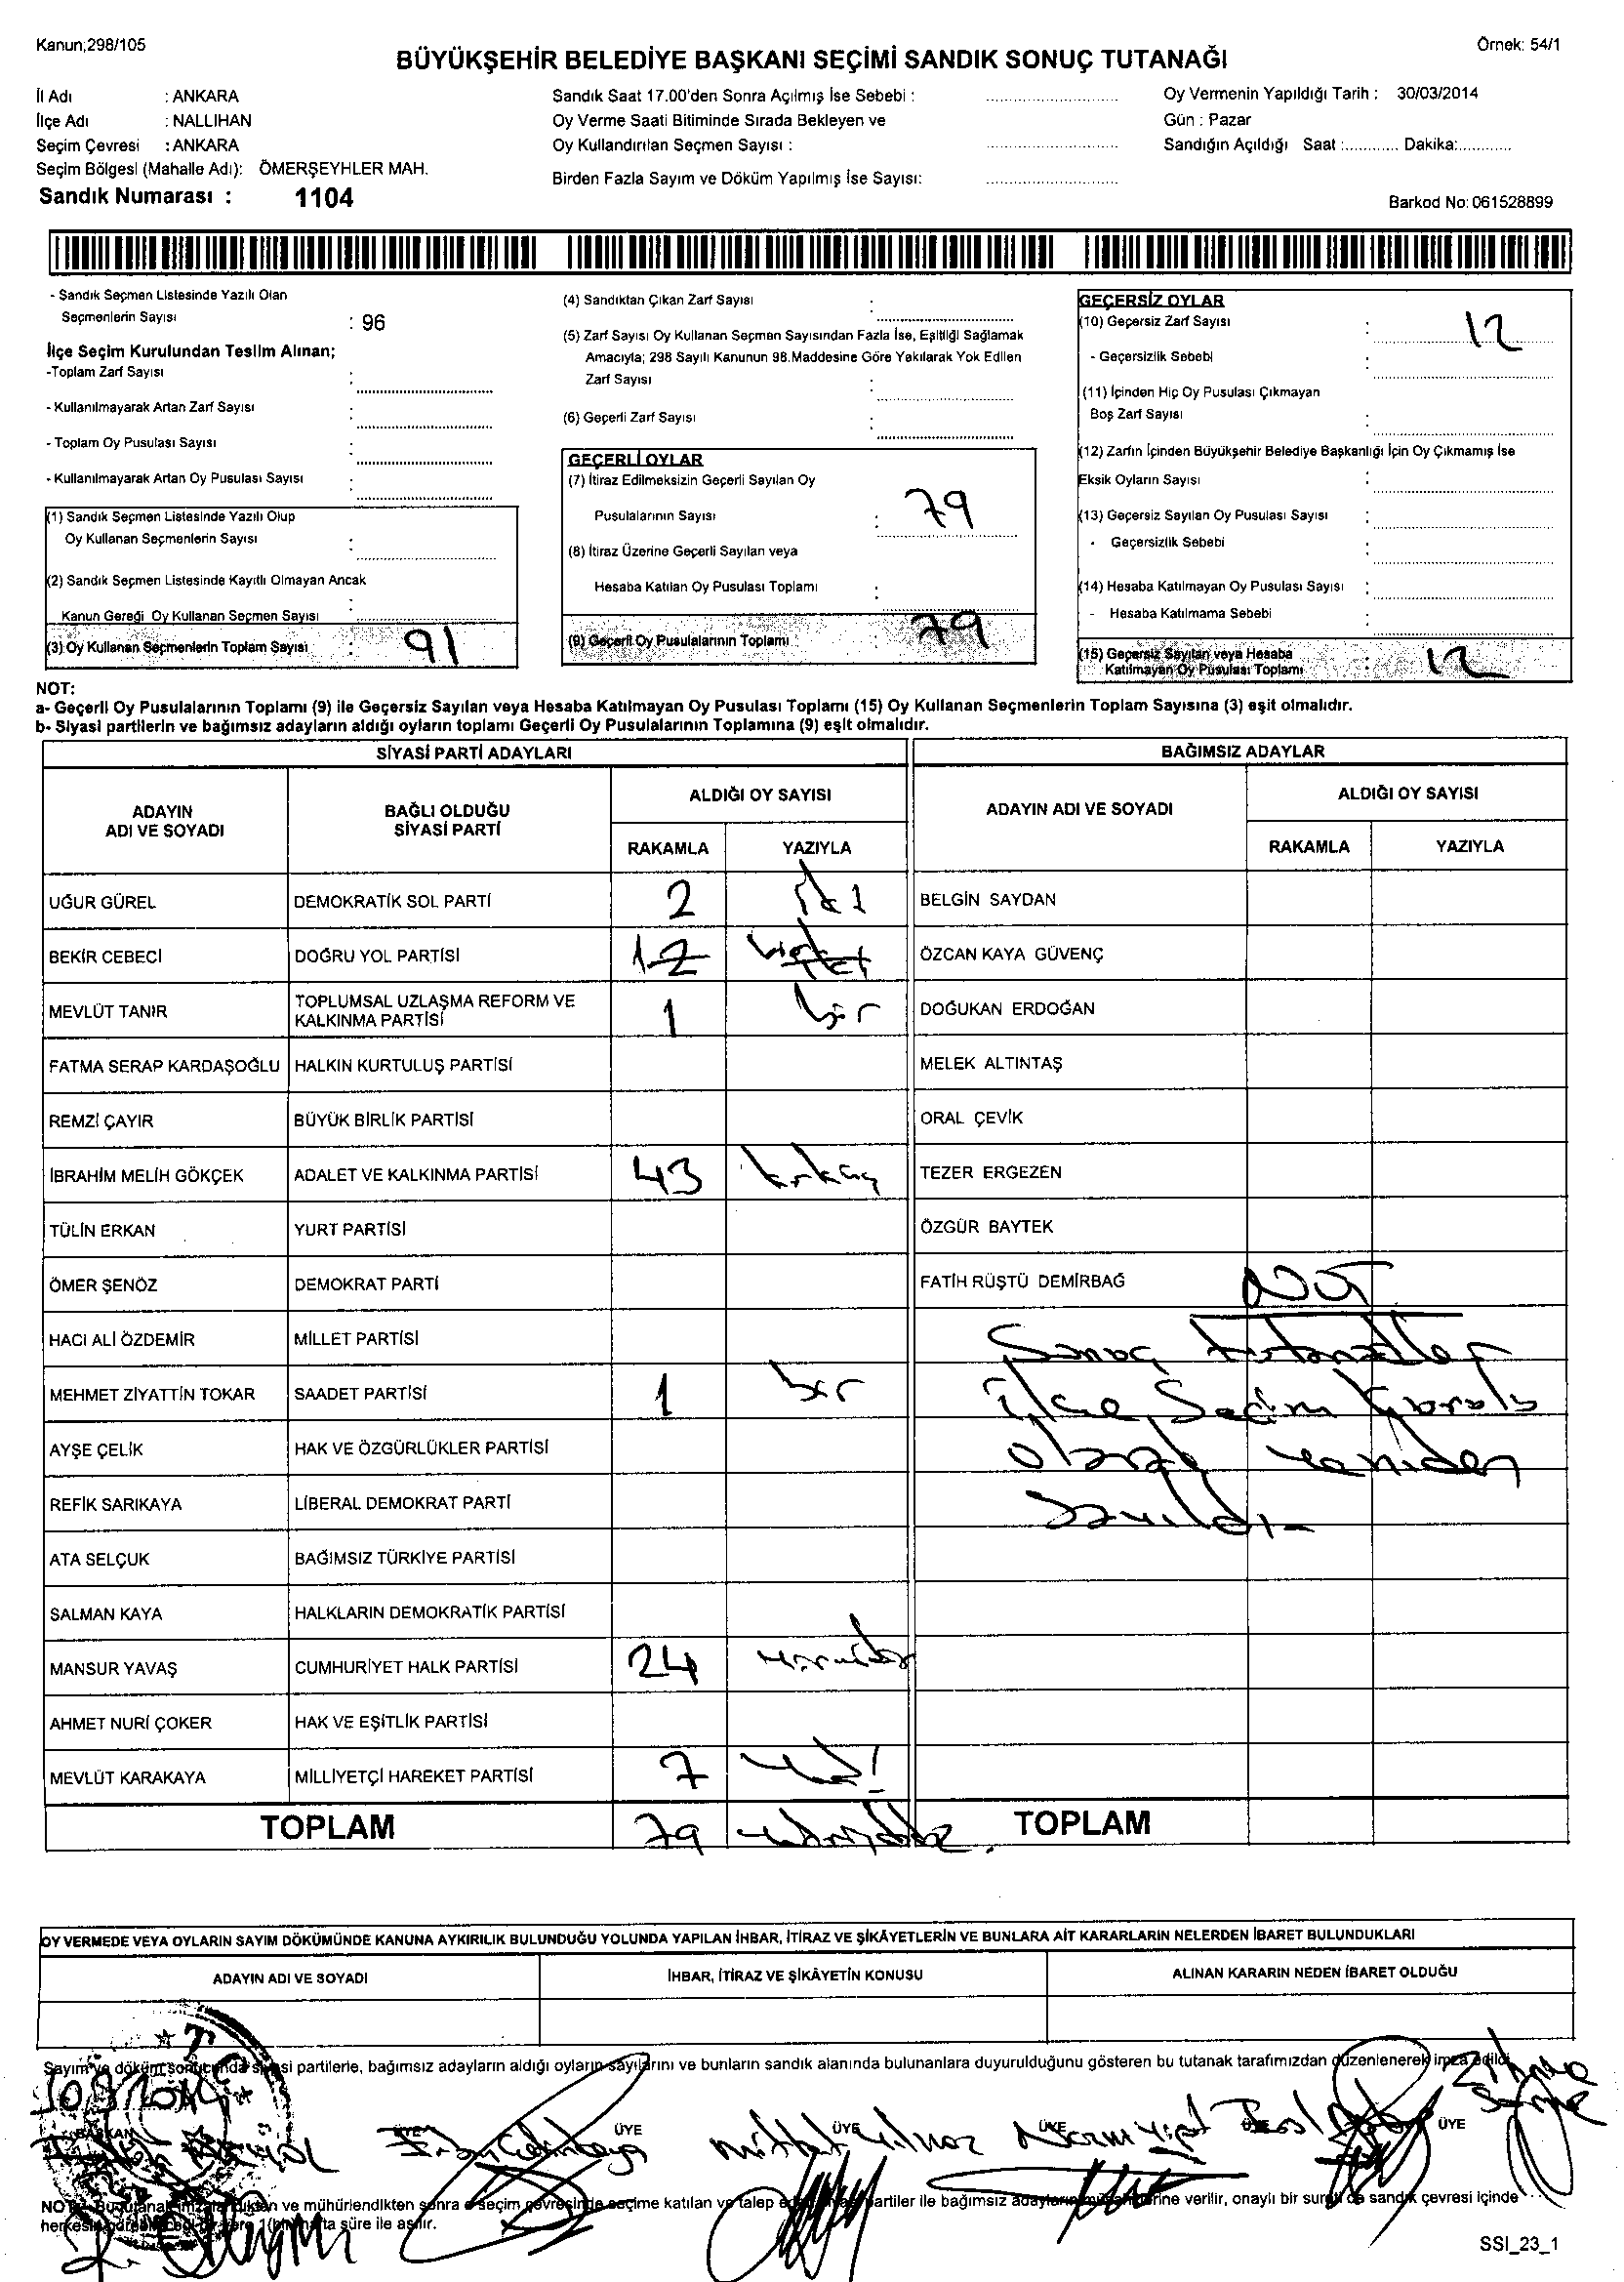 Kanun;298/105
Örnek: 54/1
BÜYÜKŞEHİR BELEDİYE BAŞKANI SEÇİMİ SANDIK SONUÇ TUTANAĞI
İl Adı : ANKARA
İlçe Adı : NALLIHAN
Seçim Çevresi : ANKARA
Seçim Bölgesi (Mahalle Adı): ÖMERŞEYHLER MAH.
Sandık Numarası : 1104
Sandık Saat 17.00'den Sonra Açılmış İse Sebebi :
Oy Verme Saati Bitiminde Sırada Bekleyen ve
Oy Kullandırılan Seçmen Sayısı :
Birden Fazla Sayım ve Döküm Yapılmış İse Sayısı:
Oy Vermenin Yapıldığı Tarih : 30/03/2014
Gün : Pazar
Sandığın Açıldığı Saat :............ Dakika:...........
Barkod No: 061528899
- Sandık Seçmen Listesinde Yazılı Olan
Seçmenlerin Sayısı : 96
İlçe Seçim Kurulundan Teslim Alınan;
-Toplam Zarf Sayısı :
- Kullanılmayarak Artan Zarf Sayısı :
- Toplam Oy Pusulası Sayısı :
- Kullanılmayarak Artan Oy Pusulası Sayısı :
(1) Sandık Seçmen Listesinde Yazılı Olup
Oy Kullanan Seçmenlerin Sayısı :
(2) Sandık Seçmen Listesinde Kayıtlı Olmayan Ancak
Kanun Gereği Oy Kullanan Seçmen Sayısı :
(3) Oy Kullanan Seçmenlerin Toplam Sayısı : 91
(4) Sandıktan Çıkan Zarf Sayısı :
(5) Zarf Sayısı Oy Kullanan Seçmen Sayısından Fazla İse, Eşitliği Sağlamak
Amacıyla; 298 Sayılı Kanunun 98.Maddesine Göre Yakılarak Yok Edilen
Zarf Sayısı :
(6) Geçerli Zarf Sayısı :
GEÇERLİ OYLAR
(7) İtiraz Edilmeksizin Geçerli Sayılan Oy
Pusulalarının Sayısı : 79
(8) İtiraz Üzerine Geçerli Sayılan veya
Hesaba Katılan Oy Pusulası Toplamı :
(9) Geçerli Oy Pusulalarının Toplamı : 79
GEÇERSİZ OYLAR
(10) Geçersiz Zarf Sayısı : 12
- Geçersizlik Sebebi :
(11) İçinden Hiç Oy Pusulası Çıkmayan
Boş Zarf Sayısı :
(12) Zarfın İçinden Büyükşehir Belediye Başkanlığı İçin Oy Çıkmamış İse
Eksik Oyların Sayısı :
(13) Geçersiz Sayılan Oy Pusulası Sayısı :
- Geçersizlik Sebebi :
(14) Hesaba Katılmayan Oy Pusulası Sayısı :
- Hesaba Katılmama Sebebi :
(15) Geçersiz Sayılan veya Hesaba
Katılmayan Oy Pusulası Toplamı : 12
NOT:
a- Geçerli Oy Pusulalarının Toplamı (9) ile Geçersiz Sayılan veya Hesaba Katılmayan Oy Pusulası Toplamı (15) Oy Kullanan Seçmenlerin Toplam Sayısına (3) eşit olmalıdır.
b- Siyasi partilerin ve bağımsız adayların aldığı oyların toplamı Geçerli Oy Pusulalarının Toplamına (9) eşit olmalıdır.
SİYASİ PARTİ ADAYLARI
ADAYIN ADI VE SOYADI BAĞLI OLDUĞU SİYASİ PARTİ ALDIĞI OY SAYISI
RAKAMLA YAZIYLA
UĞUR GÜREL DEMOKRATİK SOL PARTİ 2 iki
BEKİR CEBECİ DOĞRU YOL PARTİSİ 1
MEVLÜT TANIR TOPLUMSAL UZLAŞMA REFORM VE KALKINMA PARTİSİ 1 bir
FATMA SERAP KARDAŞOĞLU HALKIN KURTULUŞ PARTİSİ
REMZİ ÇAYIR BÜYÜK BİRLİK PARTİSİ
İBRAHİM MELİH GÖKÇEK ADALET VE KALKINMA PARTİSİ 43 kırküç
TÜLİN ERKAN YURT PARTİSİ
ÖMER ŞENÖZ DEMOKRAT PARTİ
HACI ALİ ÖZDEMİR MİLLET PARTİSİ
MEHMET ZİYATTİN TOKAR SAADET PARTİSİ 1 bir
AYŞE ÇELİK HAK VE ÖZGÜRLÜKLER PARTİSİ
REFİK SARIKAYA LİBERAL DEMOKRAT PARTİ
ATA SELÇUK BAĞIMSIZ TÜRKİYE PARTİSİ
SALMAN KAYA HALKLARIN DEMOKRATİK PARTİSİ
MANSUR YAVAŞ CUMHURİYET HALK PARTİSİ 24 yirmidört
AHMET NURİ ÇOKER HAK VE EŞİTLİK PARTİSİ
MEVLÜT KARAKAYA MİLLİYETÇİ HAREKET PARTİSİ 7 yedi
TOPLAM 79 yetmişdokuz
BAĞIMSIZ ADAYLAR
ADAYIN ADI VE SOYADI ALDIĞI OY SAYISI
RAKAMLA YAZIYLA
BELGİN SAYDAN
ÖZCAN KAYA GÜVENÇ
DOĞUKAN ERDOĞAN
MELEK ALTINTAŞ
ORAL ÇEVİK
TEZER ERGEZEN
ÖZGÜR BAYTEK
FATİH RÜŞTÜ DEMİRBAĞ
NOT
Sonuç tutanakları
İlçe Seçim Kurulu
olarak yeniden
sayıldı
TOPLAM
OY VERMEDE VEYA OYLARIN SAYIM DÖKÜMÜNDE KANUNA AYKIRILIK BULUNDUĞU YOLUNDA YAPILAN İHBAR, İTİRAZ VE ŞİKÂYETLERİN VE BUNLARA AİT KARARLARIN NELERDEN İBARET BULUNDUKLARI
ADAYIN ADI VE SOYADI İHBAR, İTİRAZ VE ŞİKÂYETİN KONUSU ALINAN KARARIN NEDEN İBARET OLDUĞU
Sayım ve döküm sonucunda siyasi partilerle, bağımsız adayların aldığı oyların sayılarını ve bunların sandık alanında bulunanlara duyurulduğunu gösteren bu tutanak tarafımızdan düzenlenerek imza edildi.
BAŞKAN ÜYE ÜYE ÜYE ÜYE ÜYE
Mithat Yılmaz
NOT: Bu tutanak imzalandıktan ve mühürlendikten sonra o seçim çevresinde seçime katılan ve talep eden siyasi partiler ile bağımsız adayların müşahitlerine verilir, onaylı bir sureti de sandık çevresi içinde
herkesin görebileceği bir yere 1 (bir) hafta süre ile asılır.
SSI_23_1